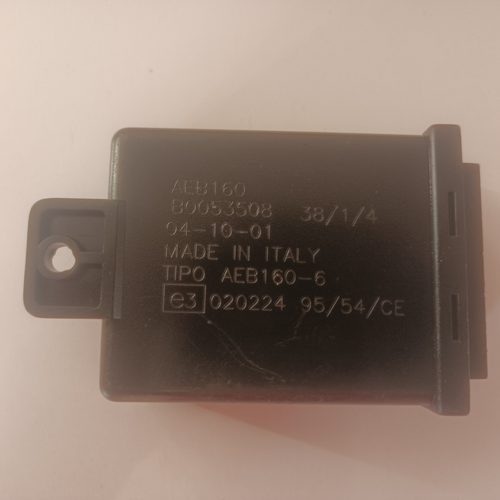 AEB160
B0053508 38/1/4
04-10-01
MADE IN ITALY
TIPO AEB160-6
e3 020224 95/54/CE